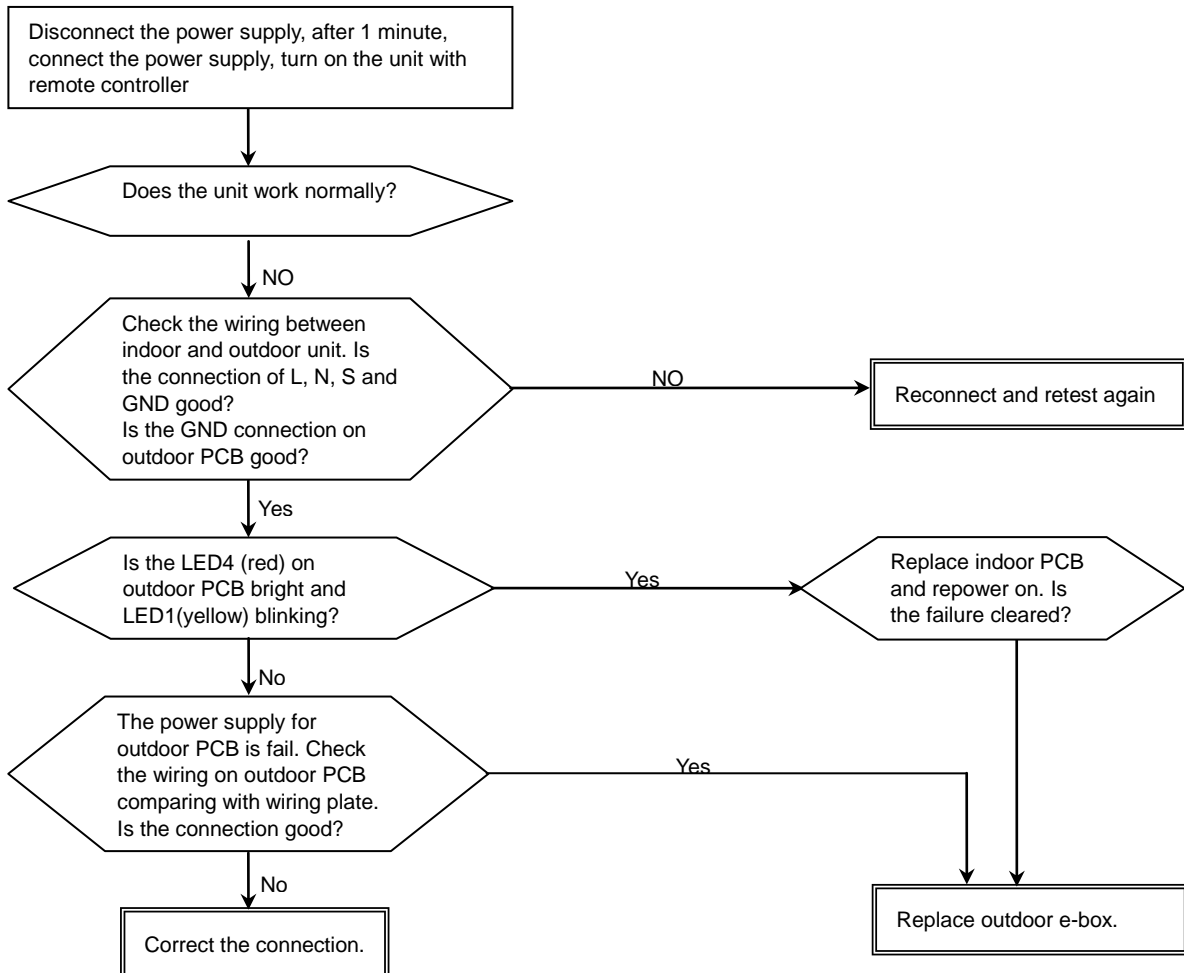 Disconnect the power supply, after 1 minute,
connect the power supply, turn on the unit with
remote controller
Does the unit work normally?
NO
Check the wiring between
indoor and outdoor unit. Is
the connection of L, N, S and
GND good?
Is the GND connection on
outdoor PCB good?
NO
Reconnect and retest again
Yes
Is the LED4 (red) on
outdoor PCB bright and
LED1(yellow) blinking?
Yes
Replace indoor PCB
and repower on. Is
the failure cleared?
No
The power supply for
outdoor PCB is fail. Check
the wiring on outdoor PCB
comparing with wiring plate.
Is the connection good?
Yes
No
Correct the connection.
Replace outdoor e-box.